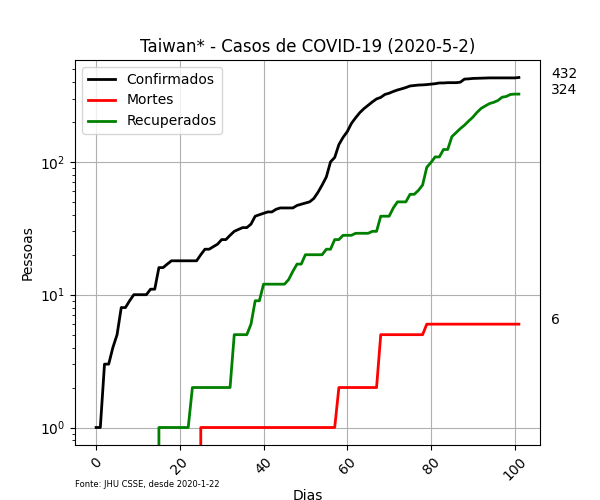 Taiwan* - Casos de COVID-19 (2020-5-2)
Confirmados
Mortes
Recuperados
432
324
6
10²
10¹
10⁰
Pessoas
0
20
40
60
80
100
Fonte: JHU CSSE, desde 2020-1-22
Dias